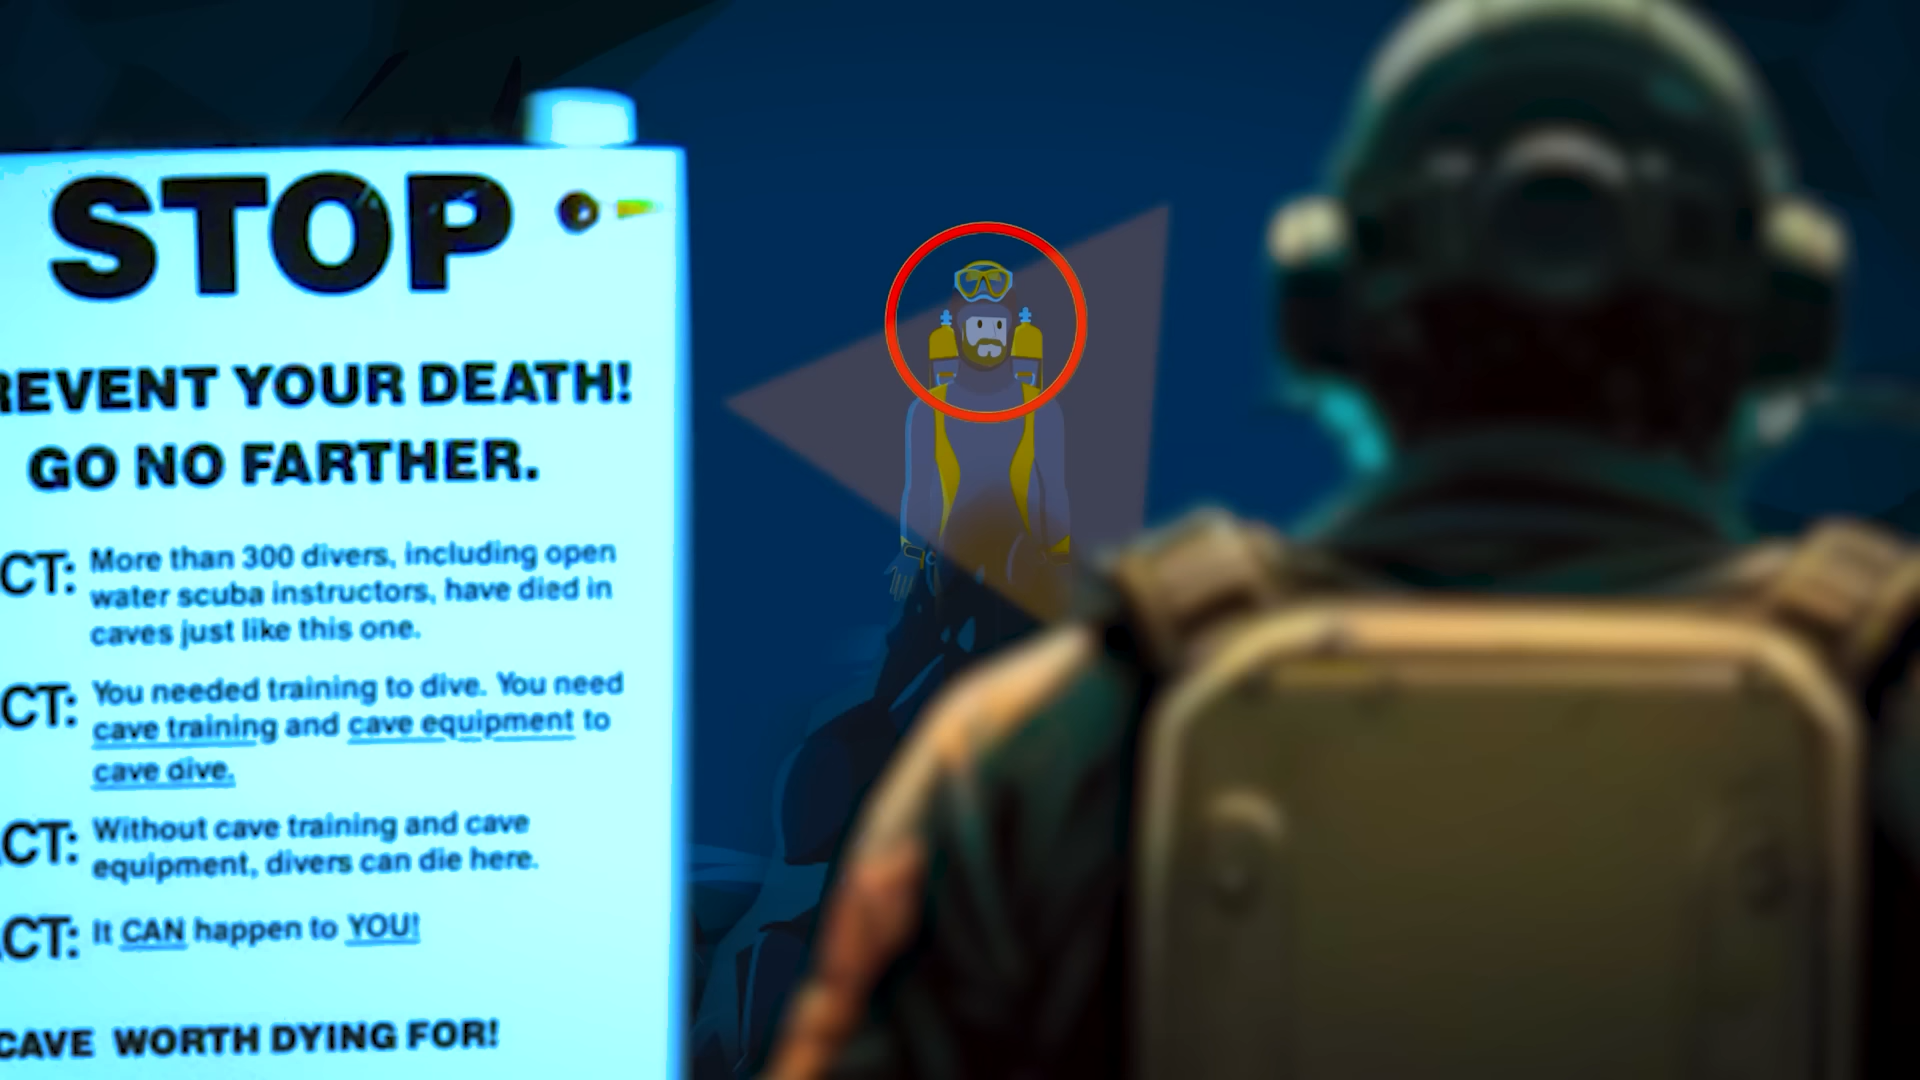 STOP
REVENT YOUR DEATH!
GO NO FARTHER.
CT: More than 300 divers, including open
water scuba instructors, have died in
caves just like this one.
CT: You needed training to dive. You need
cave training and cave equipment to
cave dive.
CT: Without cave training and cave
equipment, divers can die here.
CT: It CAN happen to YOU!
CAVE WORTH DYING FOR!